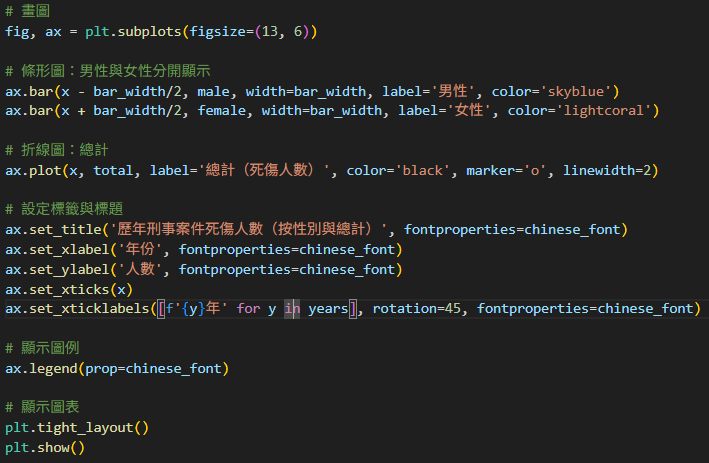 # 畫圖
fig, ax = plt.subplots(figsize=(13, 6))
# 條形圖：男性與女性分開顯示
ax.bar(x - bar_width/2, male, width=bar_width, label='男性', color='skyblue')
ax.bar(x + bar_width/2, female, width=bar_width, label='女性', color='lightcoral')
# 折線圖：總計
ax.plot(x, total, label='總計（死傷人數）', color='black', marker='o', linewidth=2)
# 設定標籤與標題
ax.set_title('歷年刑事案件死傷人數（按性別與總計）', fontproperties=chinese_font)
ax.set_xlabel('年份', fontproperties=chinese_font)
ax.set_ylabel('人數', fontproperties=chinese_font)
ax.set_xticks(x)
ax.set_xticklabels([f'{y}年' for y in years], rotation=45, fontproperties=chinese_font)
# 顯示圖例
ax.legend(prop=chinese_font)
# 顯示圖表
plt.tight_layout()
plt.show()